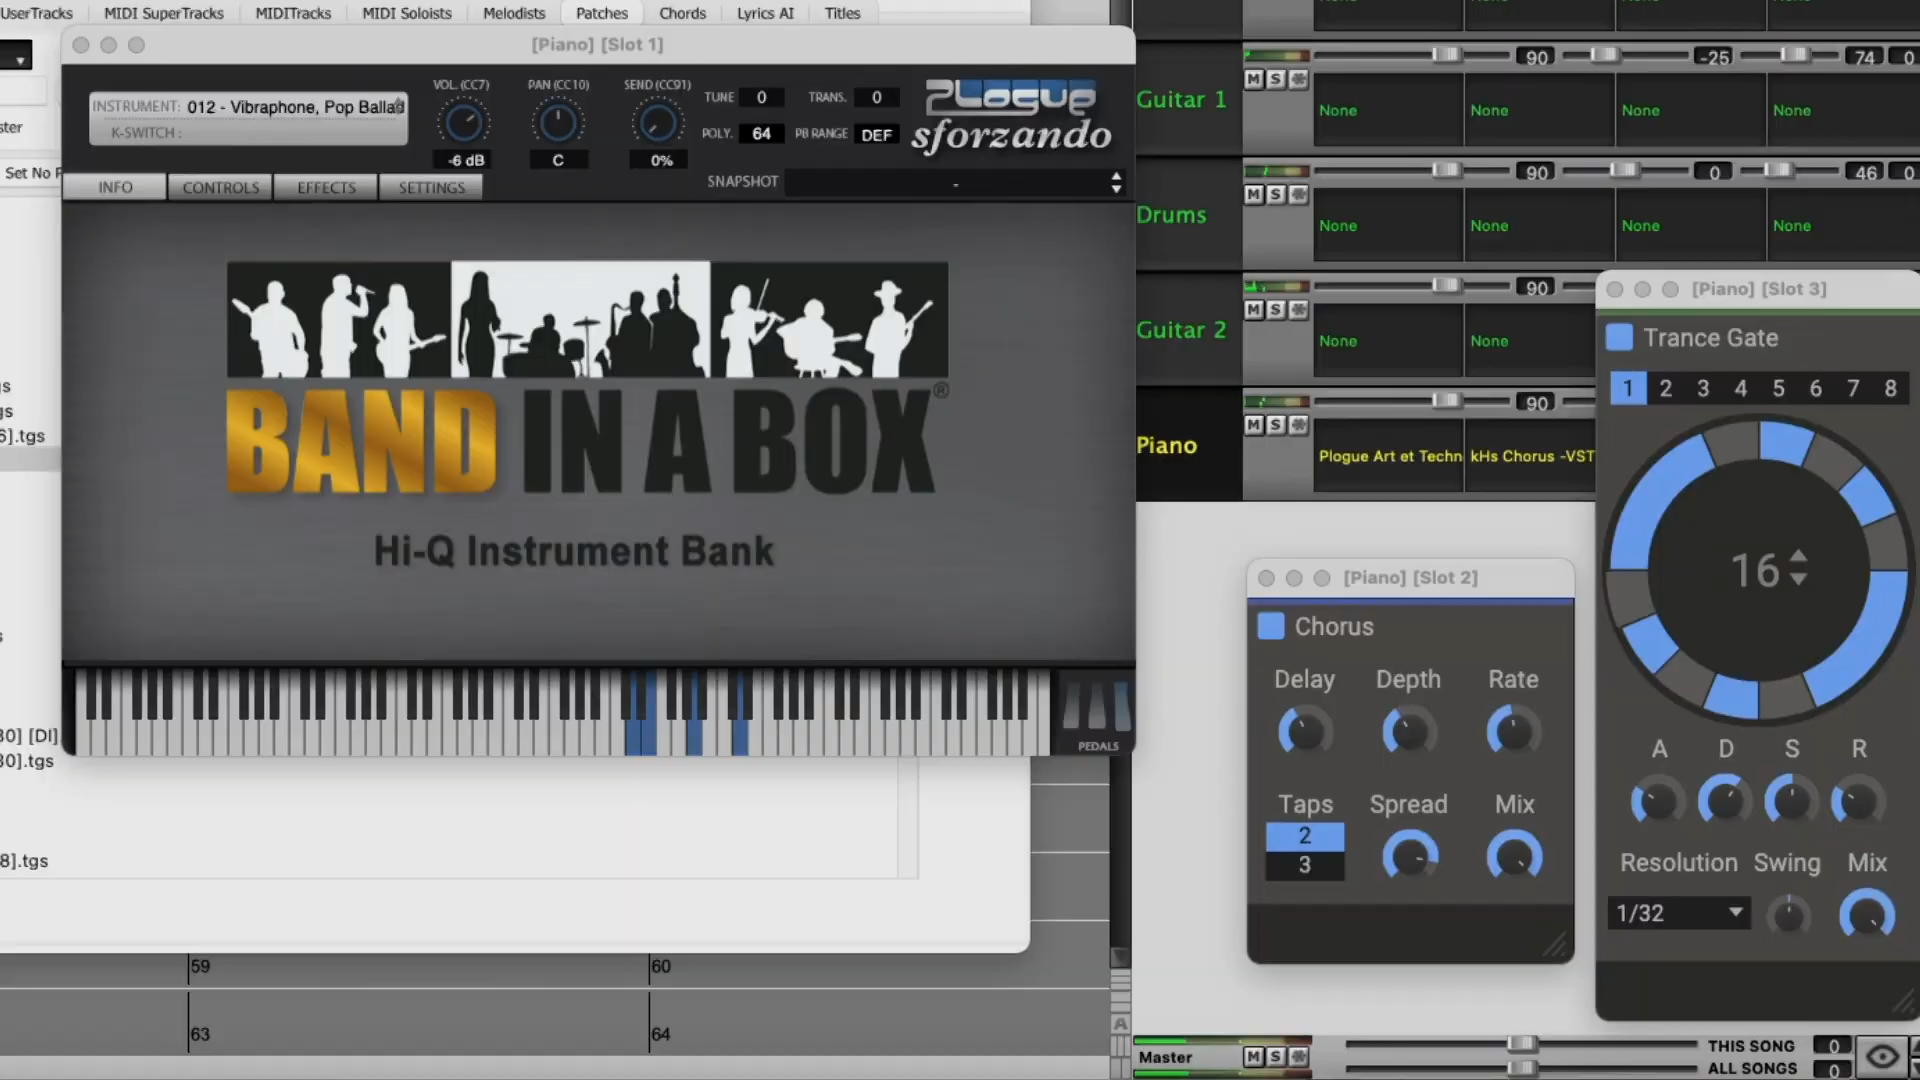 UserTracks MIDI SuperTracks MIDITracks MIDI Soloists Melodists Patches Chords Lyrics AI Titles
[Piano] [Slot 1]
INSTRUMENT: 012 - Vibraphone, Pop Ballad
K-SWITCH :
VOL. (CC7)
-6 dB
PAN (CC10)
C
SEND (CC91)
0%
TUNE 0 TRANS. 0
POLY. 64 PB RANGE DEF
Plogue
sforzando
SNAPSHOT -
INFO CONTROLS EFFECTS SETTINGS
BAND IN A BOX®
Hi-Q Instrument Bank
PEDALS
ster
Set No P
gs
gs
6].tgs
s
30] [DI]
30].tgs
8].tgs
59 60
63 64
A
90 -25 74 0
Guitar 1
M S
None None None None
90 0 46 0
Drums
M S
None None None None
90
Guitar 2
M S
None None
90
Piano
M S
Plogue Art et Techn kHs Chorus -VST
[Piano] [Slot 2]
Chorus
Delay Depth Rate
Taps Spread Mix
2
3
[Piano] [Slot 3]
Trance Gate
1 2 3 4 5 6 7 8
16
A D S R
Resolution Swing Mix
1/32
Master M S
THIS SONG 0
ALL SONGS 0